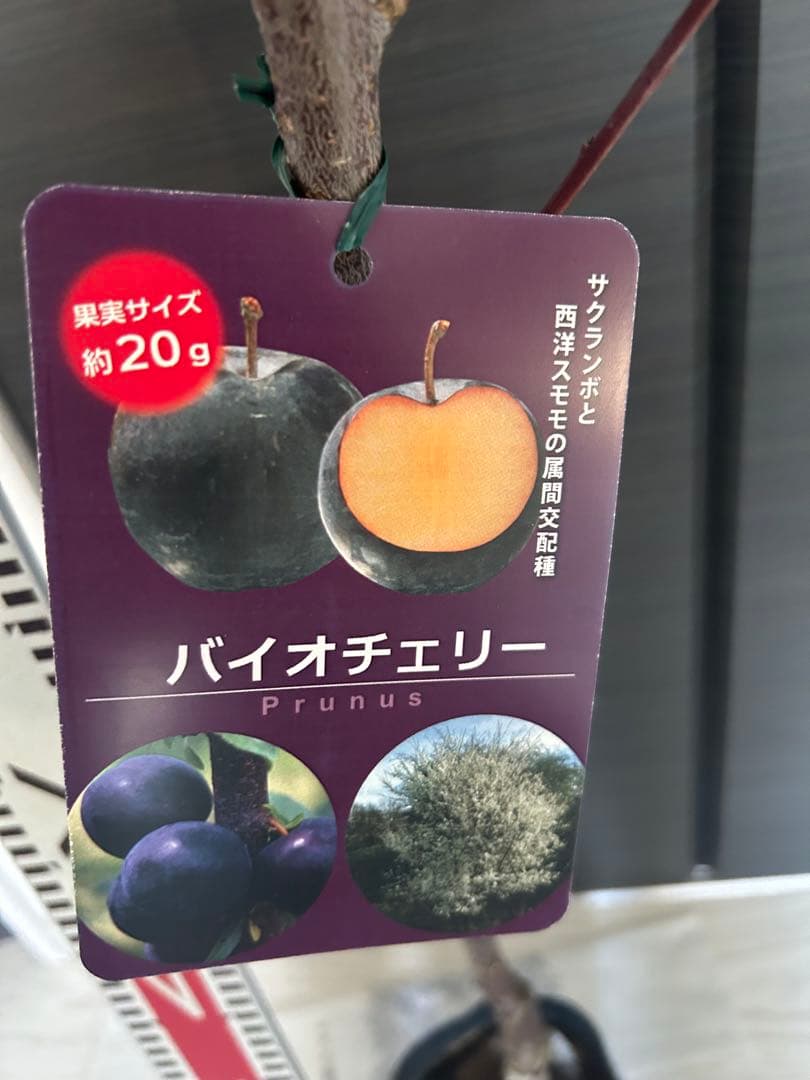 果実サイズ
約20g
サクランボと
西洋スモモの属間交配種
バイオチェリー
Prunus